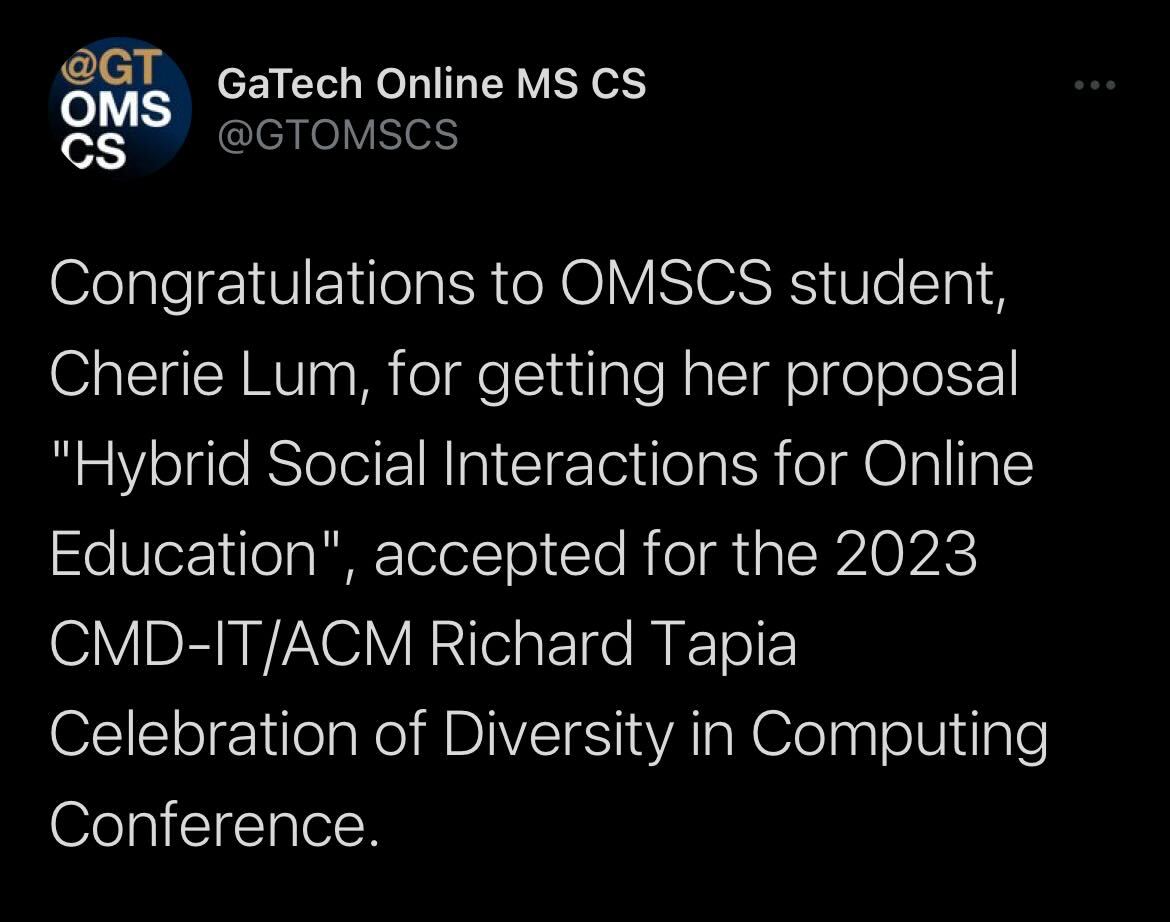 @GT
OMS
CS
GaTech Online MS CS
@GTOMSCS
Congratulations to OMSCS student,
Cherie Lum, for getting her proposal
"Hybrid Social Interactions for Online
Education", accepted for the 2023
CMD-IT/ACM Richard Tapia
Celebration of Diversity in Computing
Conference.